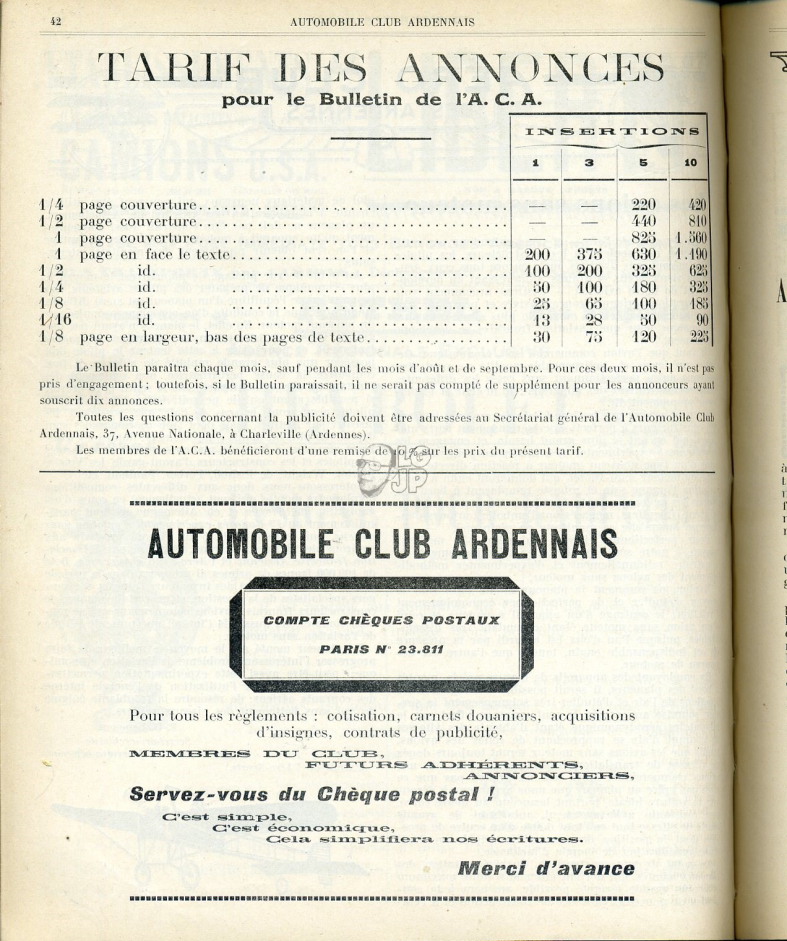 42
AUTOMOBILE CLUB ARDENNAIS
TARIF DES ANNONCES
pour le Bulletin de l'A. C. A.
INSERTIONS
1 3 5 10
1/4 page couverture 220 420
1/2 page couverture — — 440 810
1 page couverture — — 825 1.560
1 page en face le texte 200 375 630 1.190
1/2 id. 100 200 325 625
1/4 id. 50 100 180 325
1/8 id. 25 65 100 185
1/16 id. 13 28 50 90
1/8 page en largeur, bas des pages de texte 30 75 120 225
Le Bulletin paraîtra chaque mois, sauf pendant les mois d'août et de septembre. Pour ces deux mois, il n'est pas
pris d'engagement ; toutefois, si le Bulletin paraissait, il ne serait pas compté de supplément pour les annonceurs ayant
souscrit dix annonces.
Toutes les questions concernant la publicité doivent être adressées au Secrétariat général de l'Automobile Club
Ardennais, 37, Avenue Nationale, à Charleville (Ardennes).
Les membres de l'A.C.A. bénéficieront d'une remise de 10 % sur les prix du présent tarif.
LO
JP
AUTOMOBILE CLUB ARDENNAIS
COMPTE CHÈQUES POSTAUX
PARIS N° 23.811
Pour tous les règlements : cotisation, carnets douaniers, acquisitions
d'insignes, contrats de publicité,
MEMBRES DU CLUB,
FUTURS ADHÉRENTS,
ANNONCIERS,
Servez-vous du Chèque postal !
C'est simple,
C'est économique,
Cela simplifiera nos écritures.
Merci d'avance